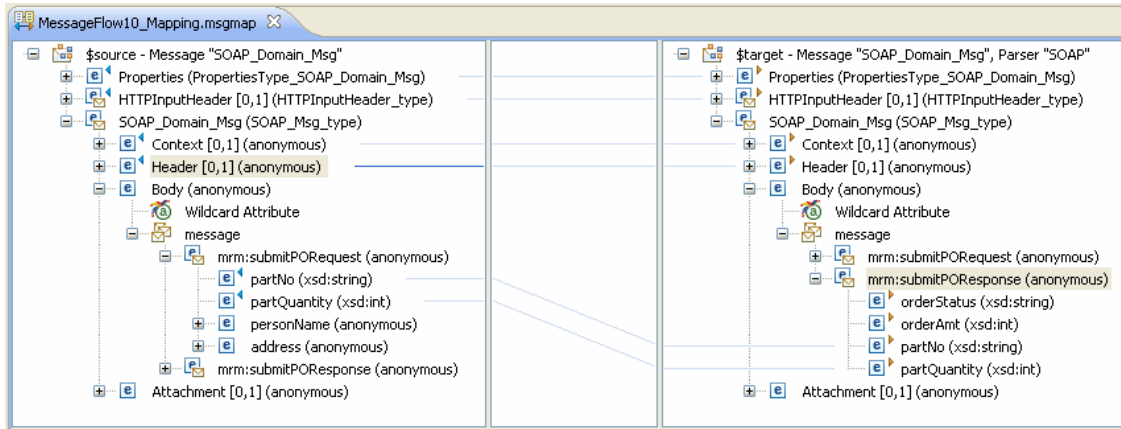 MessageFlow10_Mapping.msgmap
$source - Message "SOAP_Domain_Msg"
Properties (PropertiesType_SOAP_Domain_Msg)
HTTPInputHeader [0,1] (HTTPInputHeader_type)
SOAP_Domain_Msg (SOAP_Msg_type)
Context [0,1] (anonymous)
Header [0,1] (anonymous)
Body (anonymous)
Wildcard Attribute
message
mrm:submitPORequest (anonymous)
partNo (xsd:string)
partQuantity (xsd:int)
personName (anonymous)
address (anonymous)
mrm:submitPOResponse (anonymous)
Attachment [0,1] (anonymous)
$target - Message "SOAP_Domain_Msg", Parser "SOAP"
Properties (PropertiesType_SOAP_Domain_Msg)
HTTPInputHeader [0,1] (HTTPInputHeader_type)
SOAP_Domain_Msg (SOAP_Msg_type)
Context [0,1] (anonymous)
Header [0,1] (anonymous)
Body (anonymous)
Wildcard Attribute
message
mrm:submitPORequest (anonymous)
mrm:submitPOResponse (anonymous)
orderStatus (xsd:string)
orderAmt (xsd:int)
partNo (xsd:string)
partQuantity (xsd:int)
Attachment [0,1] (anonymous)